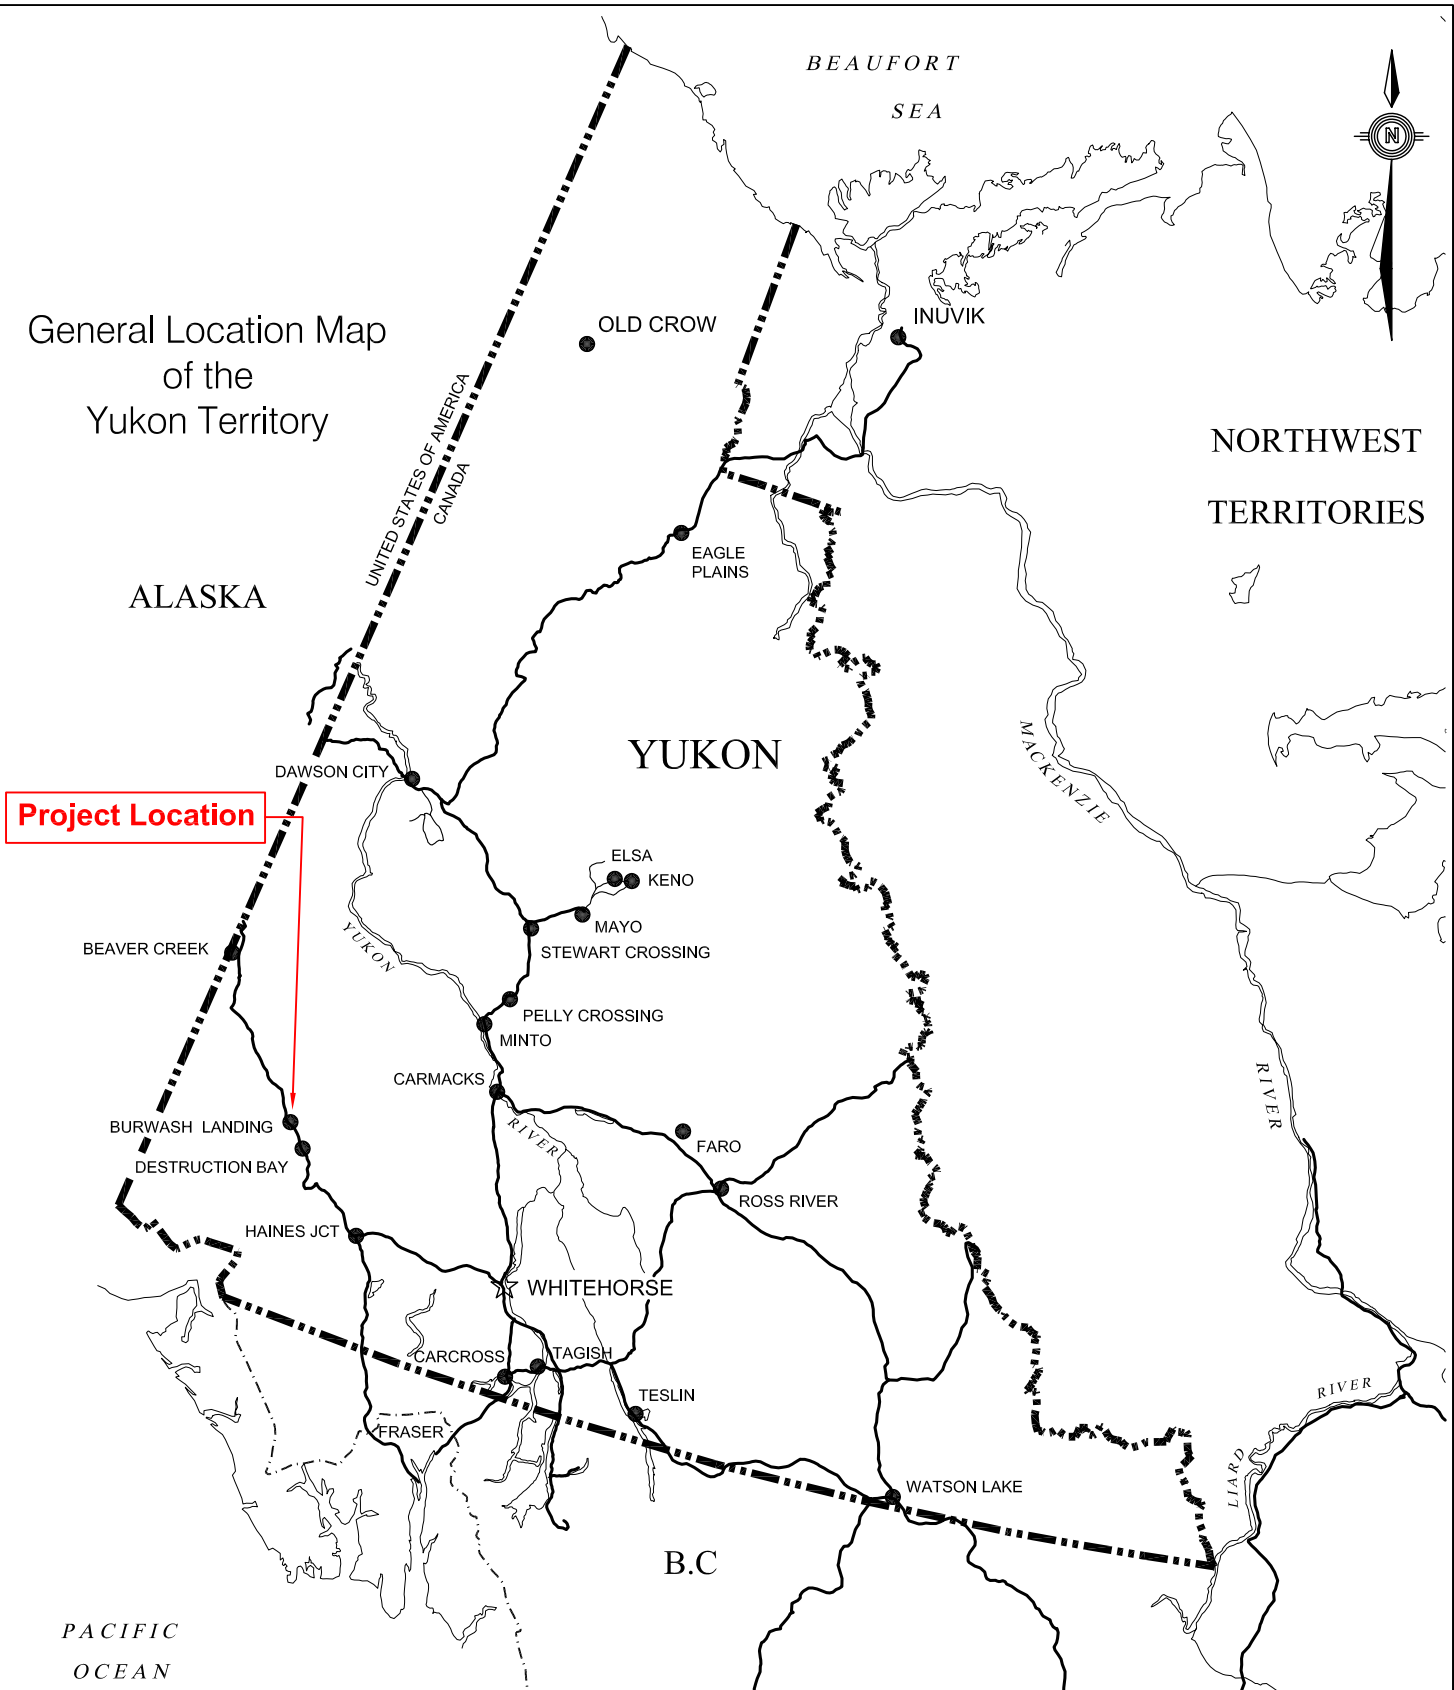 BEAUFORT
SEA
N
General Location Map
of the
Yukon Territory
OLD CROW
INUVIK
UNITED STATES OF AMERICA
CANADA
NORTHWEST
TERRITORIES
EAGLE
PLAINS
ALASKA
YUKON
MACKENZIE
DAWSON CITY
Project Location
ELSA
KENO
MAYO
YUKON
BEAVER CREEK
STEWART CROSSING
PELLY CROSSING
MINTO
CARMACKS
RIVER
RIVER
BURWASH LANDING
FARO
DESTRUCTION BAY
ROSS RIVER
HAINES JCT
WHITEHORSE
CARCROSS
TAGISH
TESLIN
RIVER
FRASER
LIARD
WATSON LAKE
B.C
PACIFIC
OCEAN